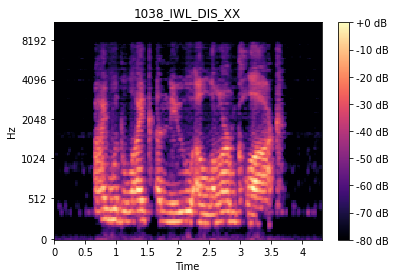 1038_IWL_DIS_XX
+0 dB
8192
-10 dB
4096
-20 dB
-30 dB
2048
Hz
-40 dB
1024
-50 dB
512
-60 dB
-70 dB
0
-80 dB
0 0.5 1 1.5 2 2.5 3 3.5 4
Time